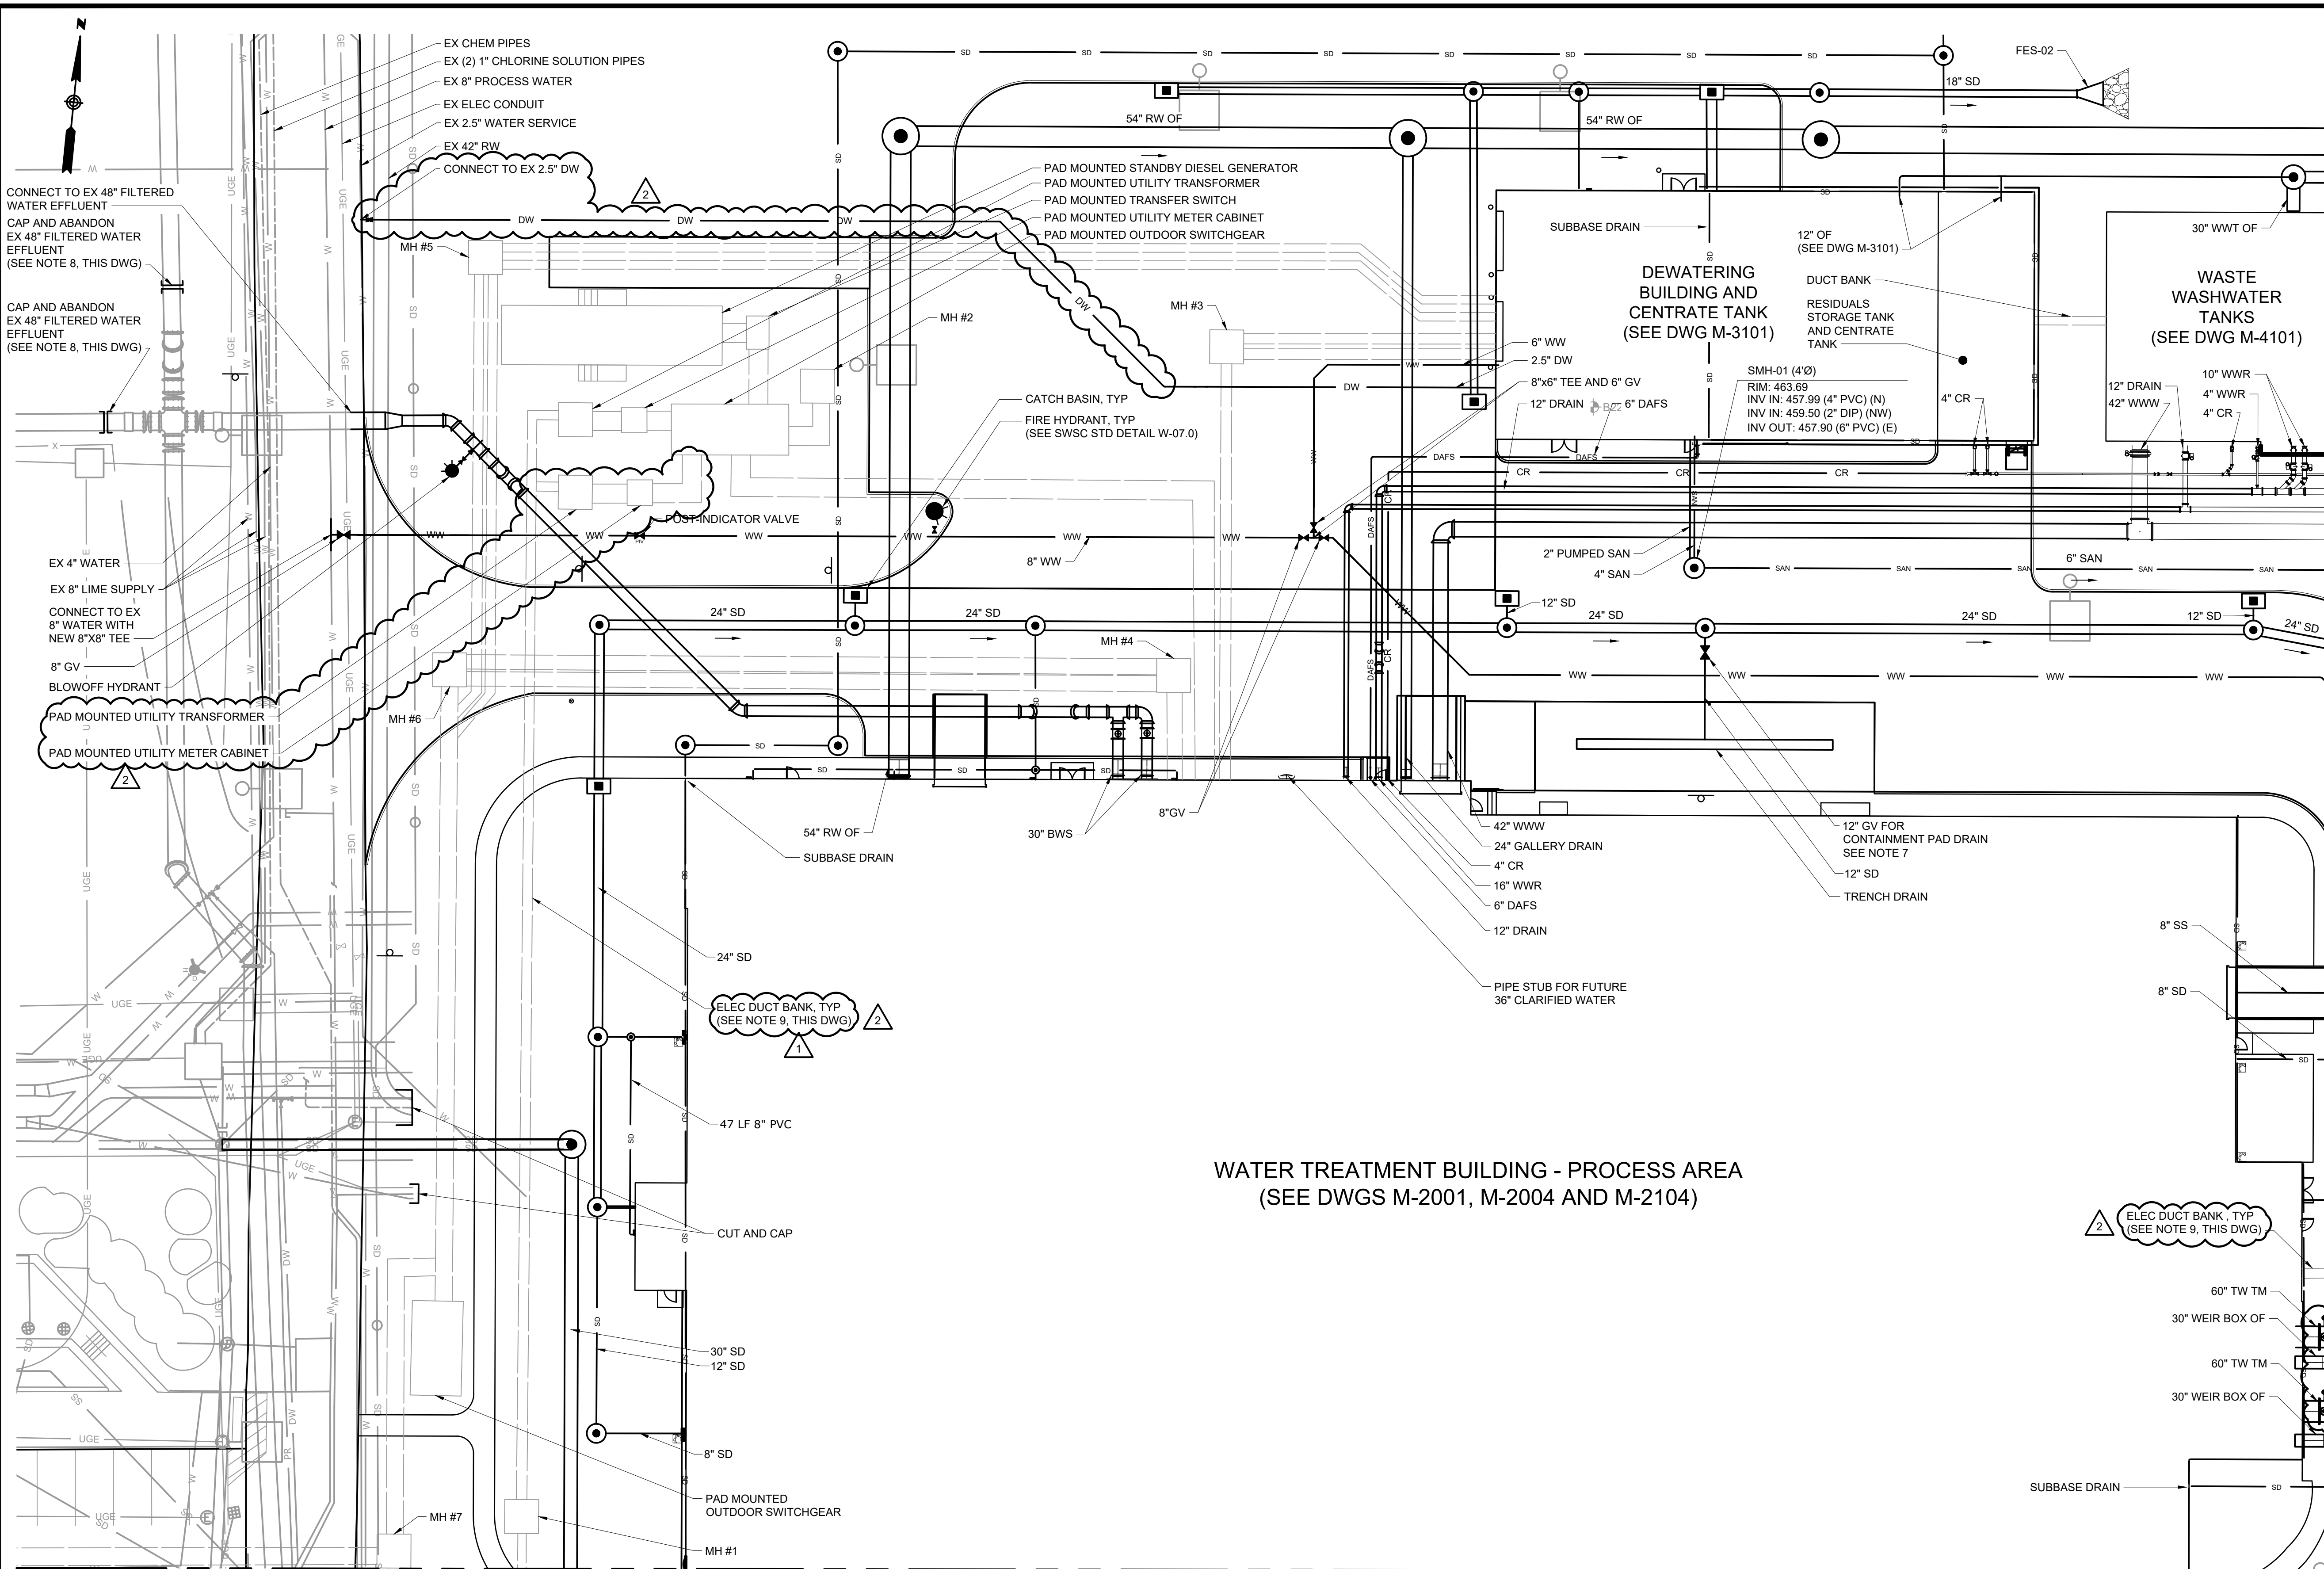 N
EX CHEM PIPES
EX (2) 1" CHLORINE SOLUTION PIPES
EX 8" PROCESS WATER
EX ELEC CONDUIT
EX 2.5" WATER SERVICE
EX 42" RW
CONNECT TO EX 2.5" DW
2
CONNECT TO EX 48" FILTERED
WATER EFFLUENT
CAP AND ABANDON
EX 48" FILTERED WATER
EFFLUENT
(SEE NOTE 8, THIS DWG)
CAP AND ABANDON
EX 48" FILTERED WATER
EFFLUENT
(SEE NOTE 8, THIS DWG)
MH #5
PAD MOUNTED STANDBY DIESEL GENERATOR
PAD MOUNTED UTILITY TRANSFORMER
PAD MOUNTED TRANSFER SWITCH
PAD MOUNTED UTILITY METER CABINET
PAD MOUNTED OUTDOOR SWITCHGEAR
54" RW OF
54" RW OF
18" SD
FES-02
SUBBASE DRAIN
12" OF
(SEE DWG M-3101)
DEWATERING
BUILDING AND
CENTRATE TANK
(SEE DWG M-3101)
DUCT BANK
RESIDUALS
STORAGE TANK
AND CENTRATE
TANK
30" WWT OF
WASTE
WASHWATER
TANKS
(SEE DWG M-4101)
MH #2
MH #3
6" WW
2.5" DW
8"x6" TEE AND 6" GV
12" DRAIN
B22
6" DAFS
SMH-01 (4'Ø)
RIM: 463.69
INV IN: 457.99 (4" PVC) (N)
INV IN: 459.50 (2" DIP) (NW)
INV OUT: 457.90 (6" PVC) (E)
4" CR
12" DRAIN
42" WWW
10" WWR
4" WWR
4" CR
CATCH BASIN, TYP
FIRE HYDRANT, TYP
(SEE SWSC STD DETAIL W-07.0)
POST-INDICATOR VALVE
8" WW
2" PUMPED SAN
4" SAN
6" SAN
EX 4" WATER
EX 8" LIME SUPPLY
CONNECT TO EX
8" WATER WITH
NEW 8"X8" TEE
8" GV
BLOWOFF HYDRANT
PAD MOUNTED UTILITY TRANSFORMER
PAD MOUNTED UTILITY METER CABINET
2
24" SD
24" SD
12" SD
24" SD
24" SD
12" SD
24" SD
MH #4
MH #6
54" RW OF
SUBBASE DRAIN
30" BWS
8"GV
42" WWW
24" GALLERY DRAIN
4" CR
16" WWR
6" DAFS
12" DRAIN
PIPE STUB FOR FUTURE
36" CLARIFIED WATER
12" GV FOR
CONTAINMENT PAD DRAIN
SEE NOTE 7
12" SD
TRENCH DRAIN
8" SS
8" SD
24" SD
ELEC DUCT BANK, TYP
(SEE NOTE 9, THIS DWG)
2
1
47 LF 8" PVC
WATER TREATMENT BUILDING - PROCESS AREA
(SEE DWGS M-2001, M-2004 AND M-2104)
CUT AND CAP
2
ELEC DUCT BANK , TYP
(SEE NOTE 9, THIS DWG)
60" TW TM
30" WEIR BOX OF
60" TW TM
30" WEIR BOX OF
30" SD
12" SD
8" SD
PAD MOUNTED
OUTDOOR SWITCHGEAR
SUBBASE DRAIN
MH #7
MH #1